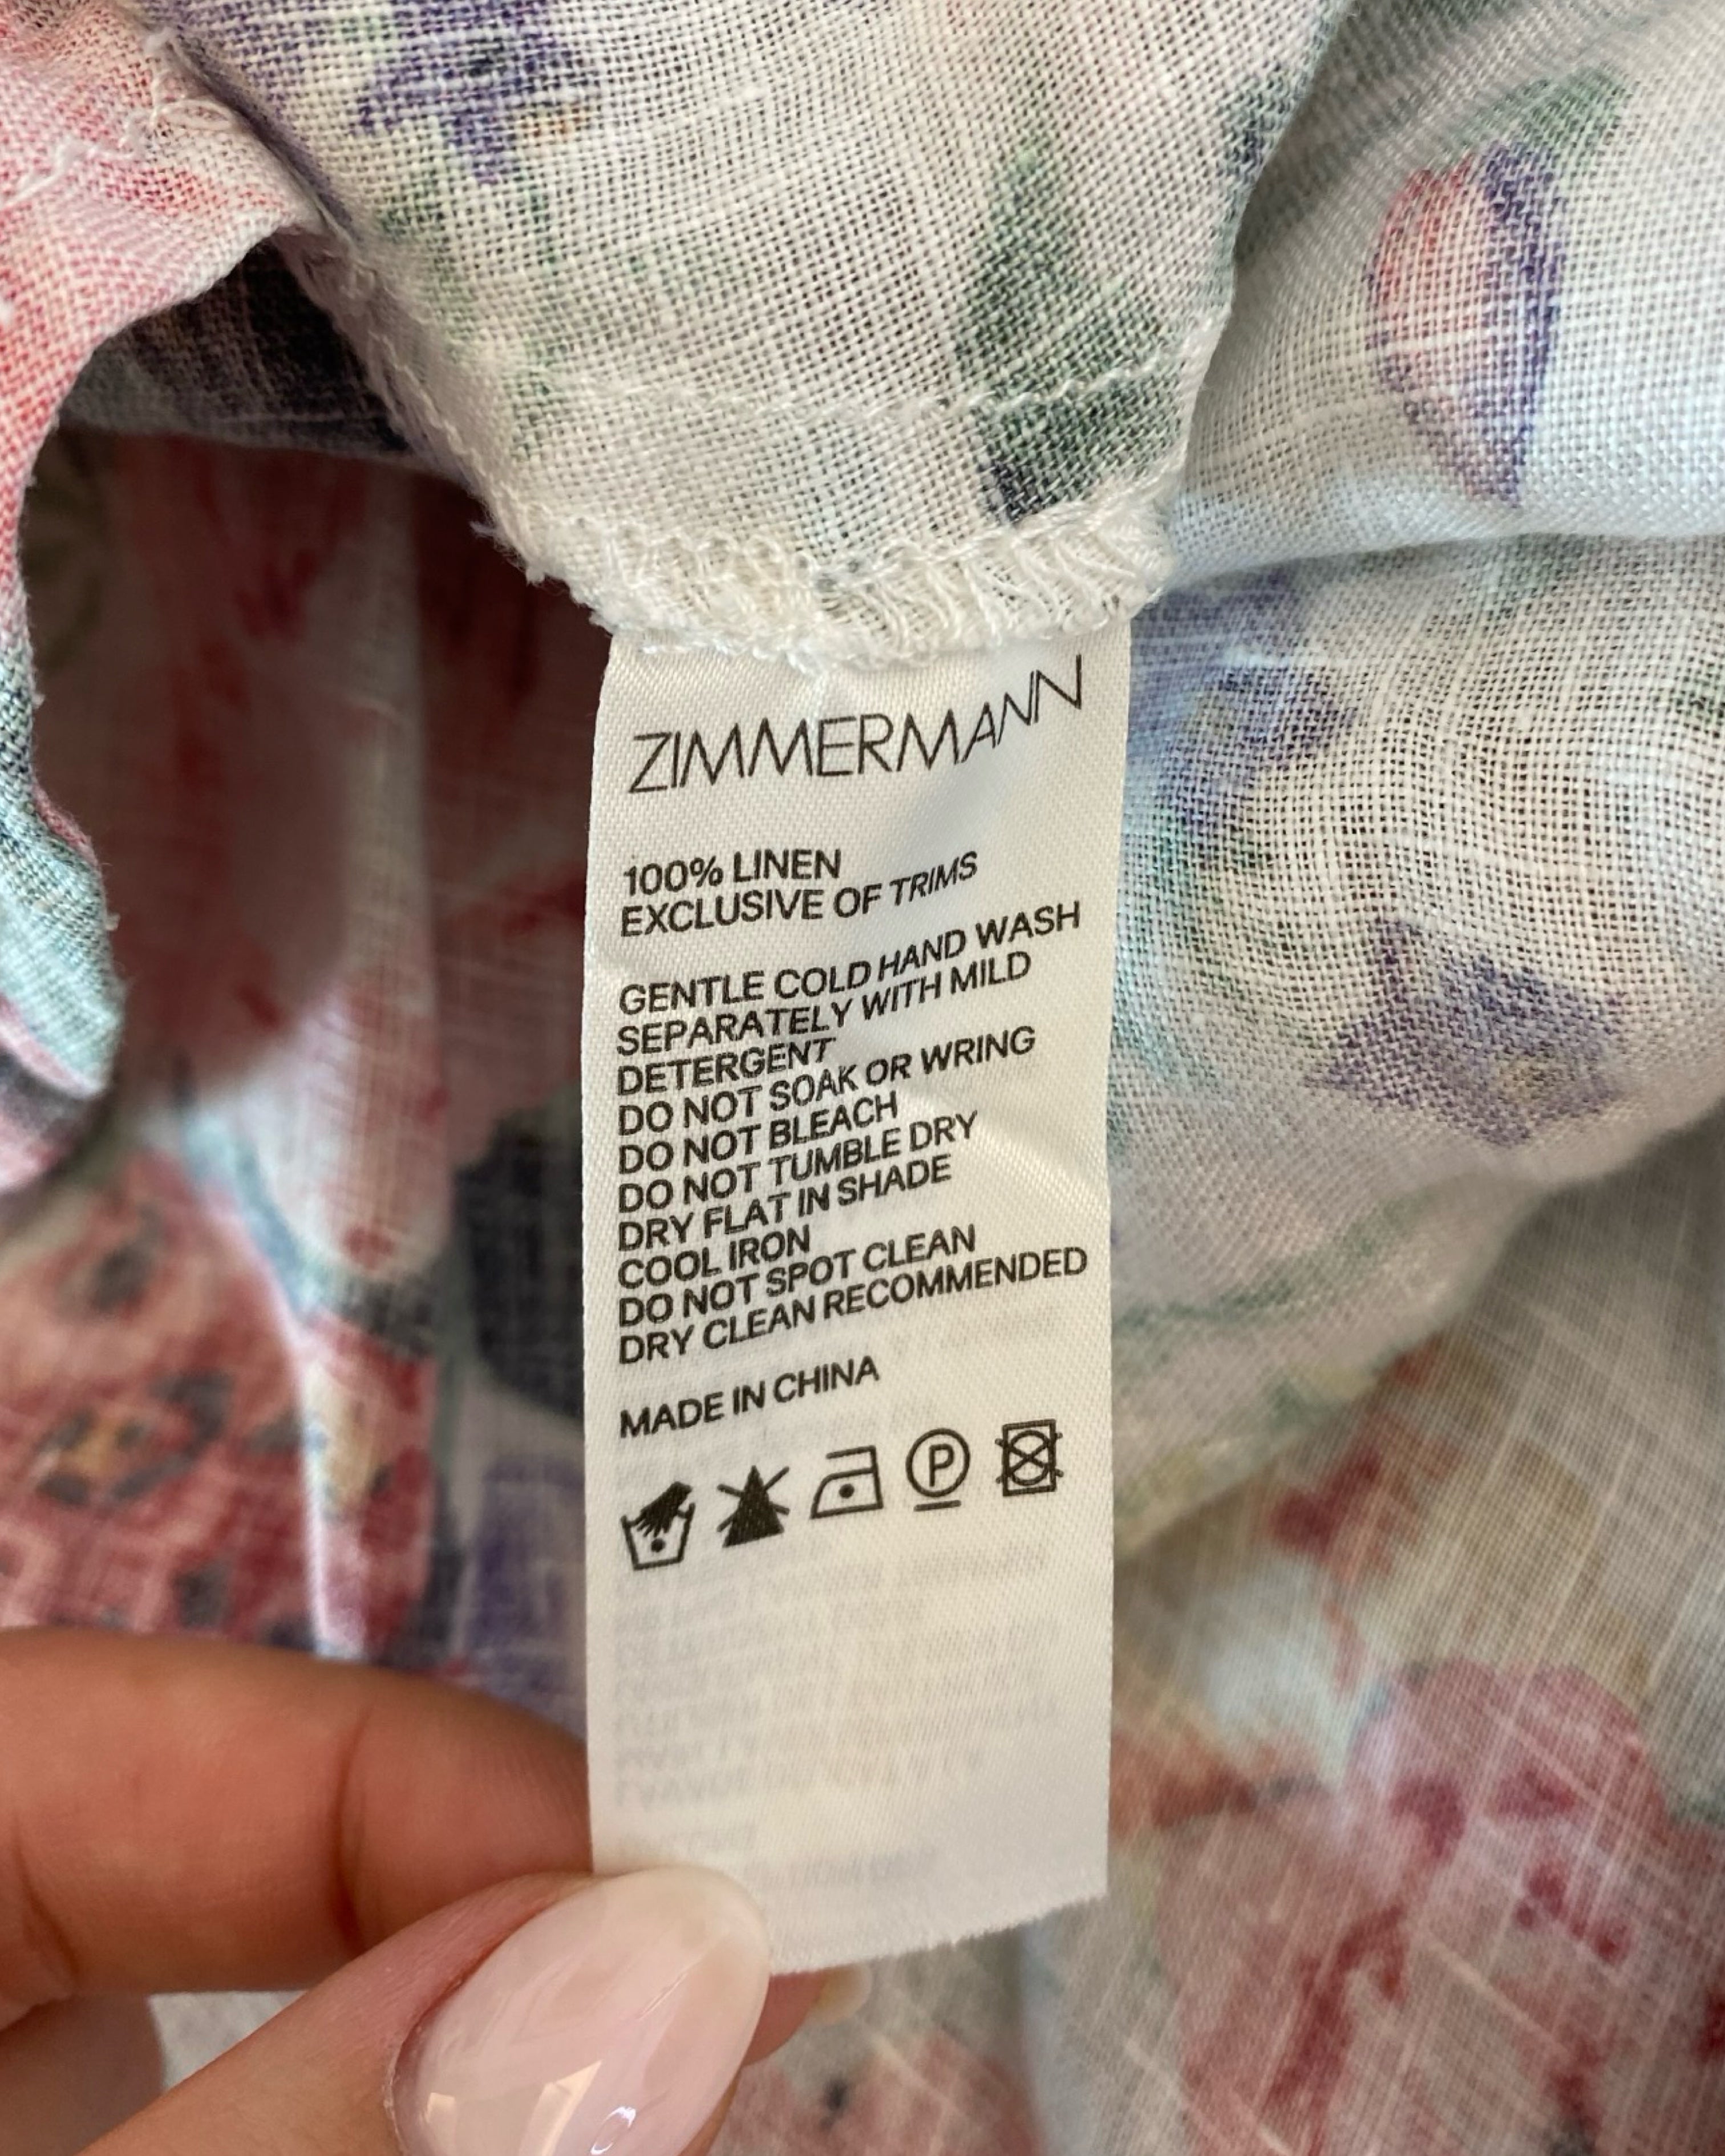 ZIMMERMANN
100% LINEN
EXCLUSIVE OF TRIMS
GENTLE COLD HAND WASH
SEPARATELY WITH MILD
DETERGENT
DO NOT SOAK OR WRING
DO NOT BLEACH
DO NOT TUMBLE DRY
DRY FLAT IN SHADE
COOL IRON
DO NOT SPOT CLEAN
DRY CLEAN RECOMMENDED
MADE IN CHINA
P